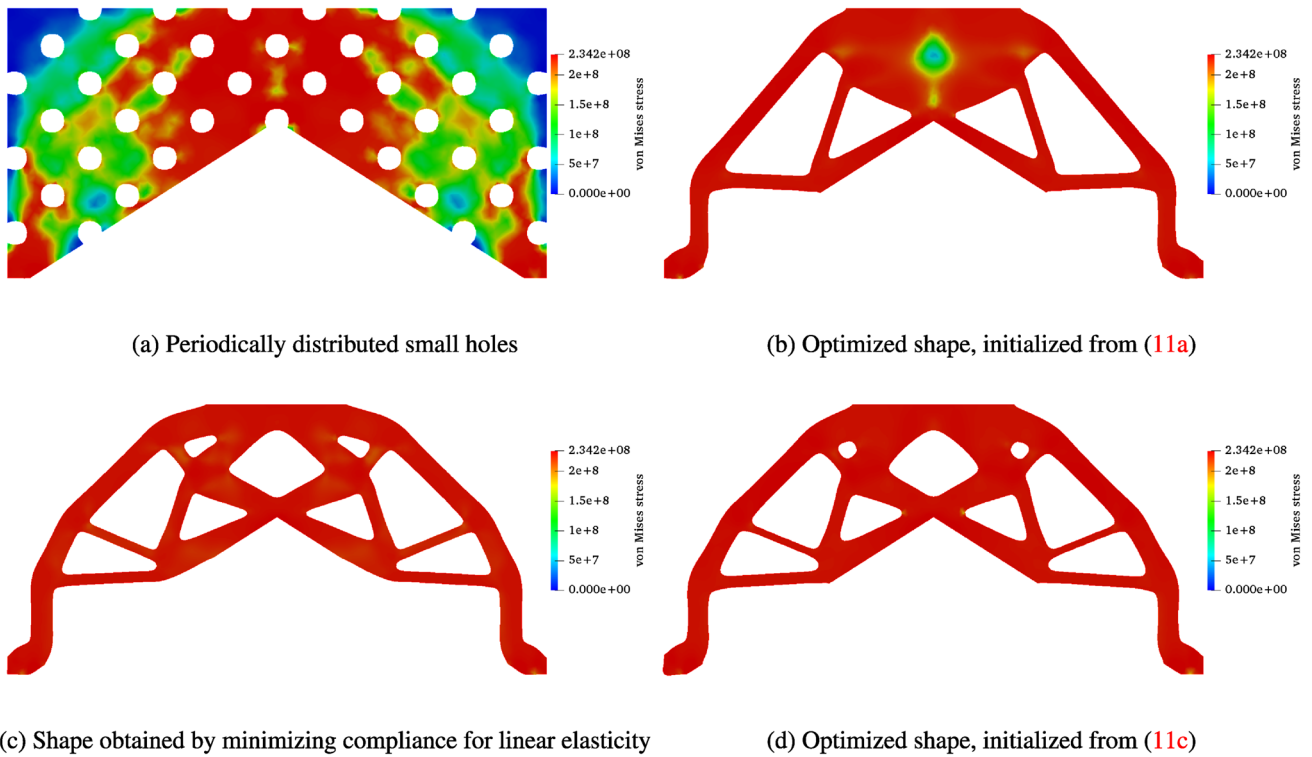 2.342e+08
2e+8
1.5e+8
1e+8
5e+7
0.000e+00
von Mises stress
2.342e+08
2e+8
1.5e+8
1e+8
5e+7
0.000e+00
von Mises stress
(a) Periodically distributed small holes
(b) Optimized shape, initialized from (11a)
2.342e+08
2e+8
1.5e+8
1e+8
5e+7
0.000e+00
von Mises stress
2.342e+08
2e+8
1.5e+8
1e+8
5e+7
0.000e+00
von Mises stress
(c) Shape obtained by minimizing compliance for linear elasticity
(d) Optimized shape, initialized from (11c)